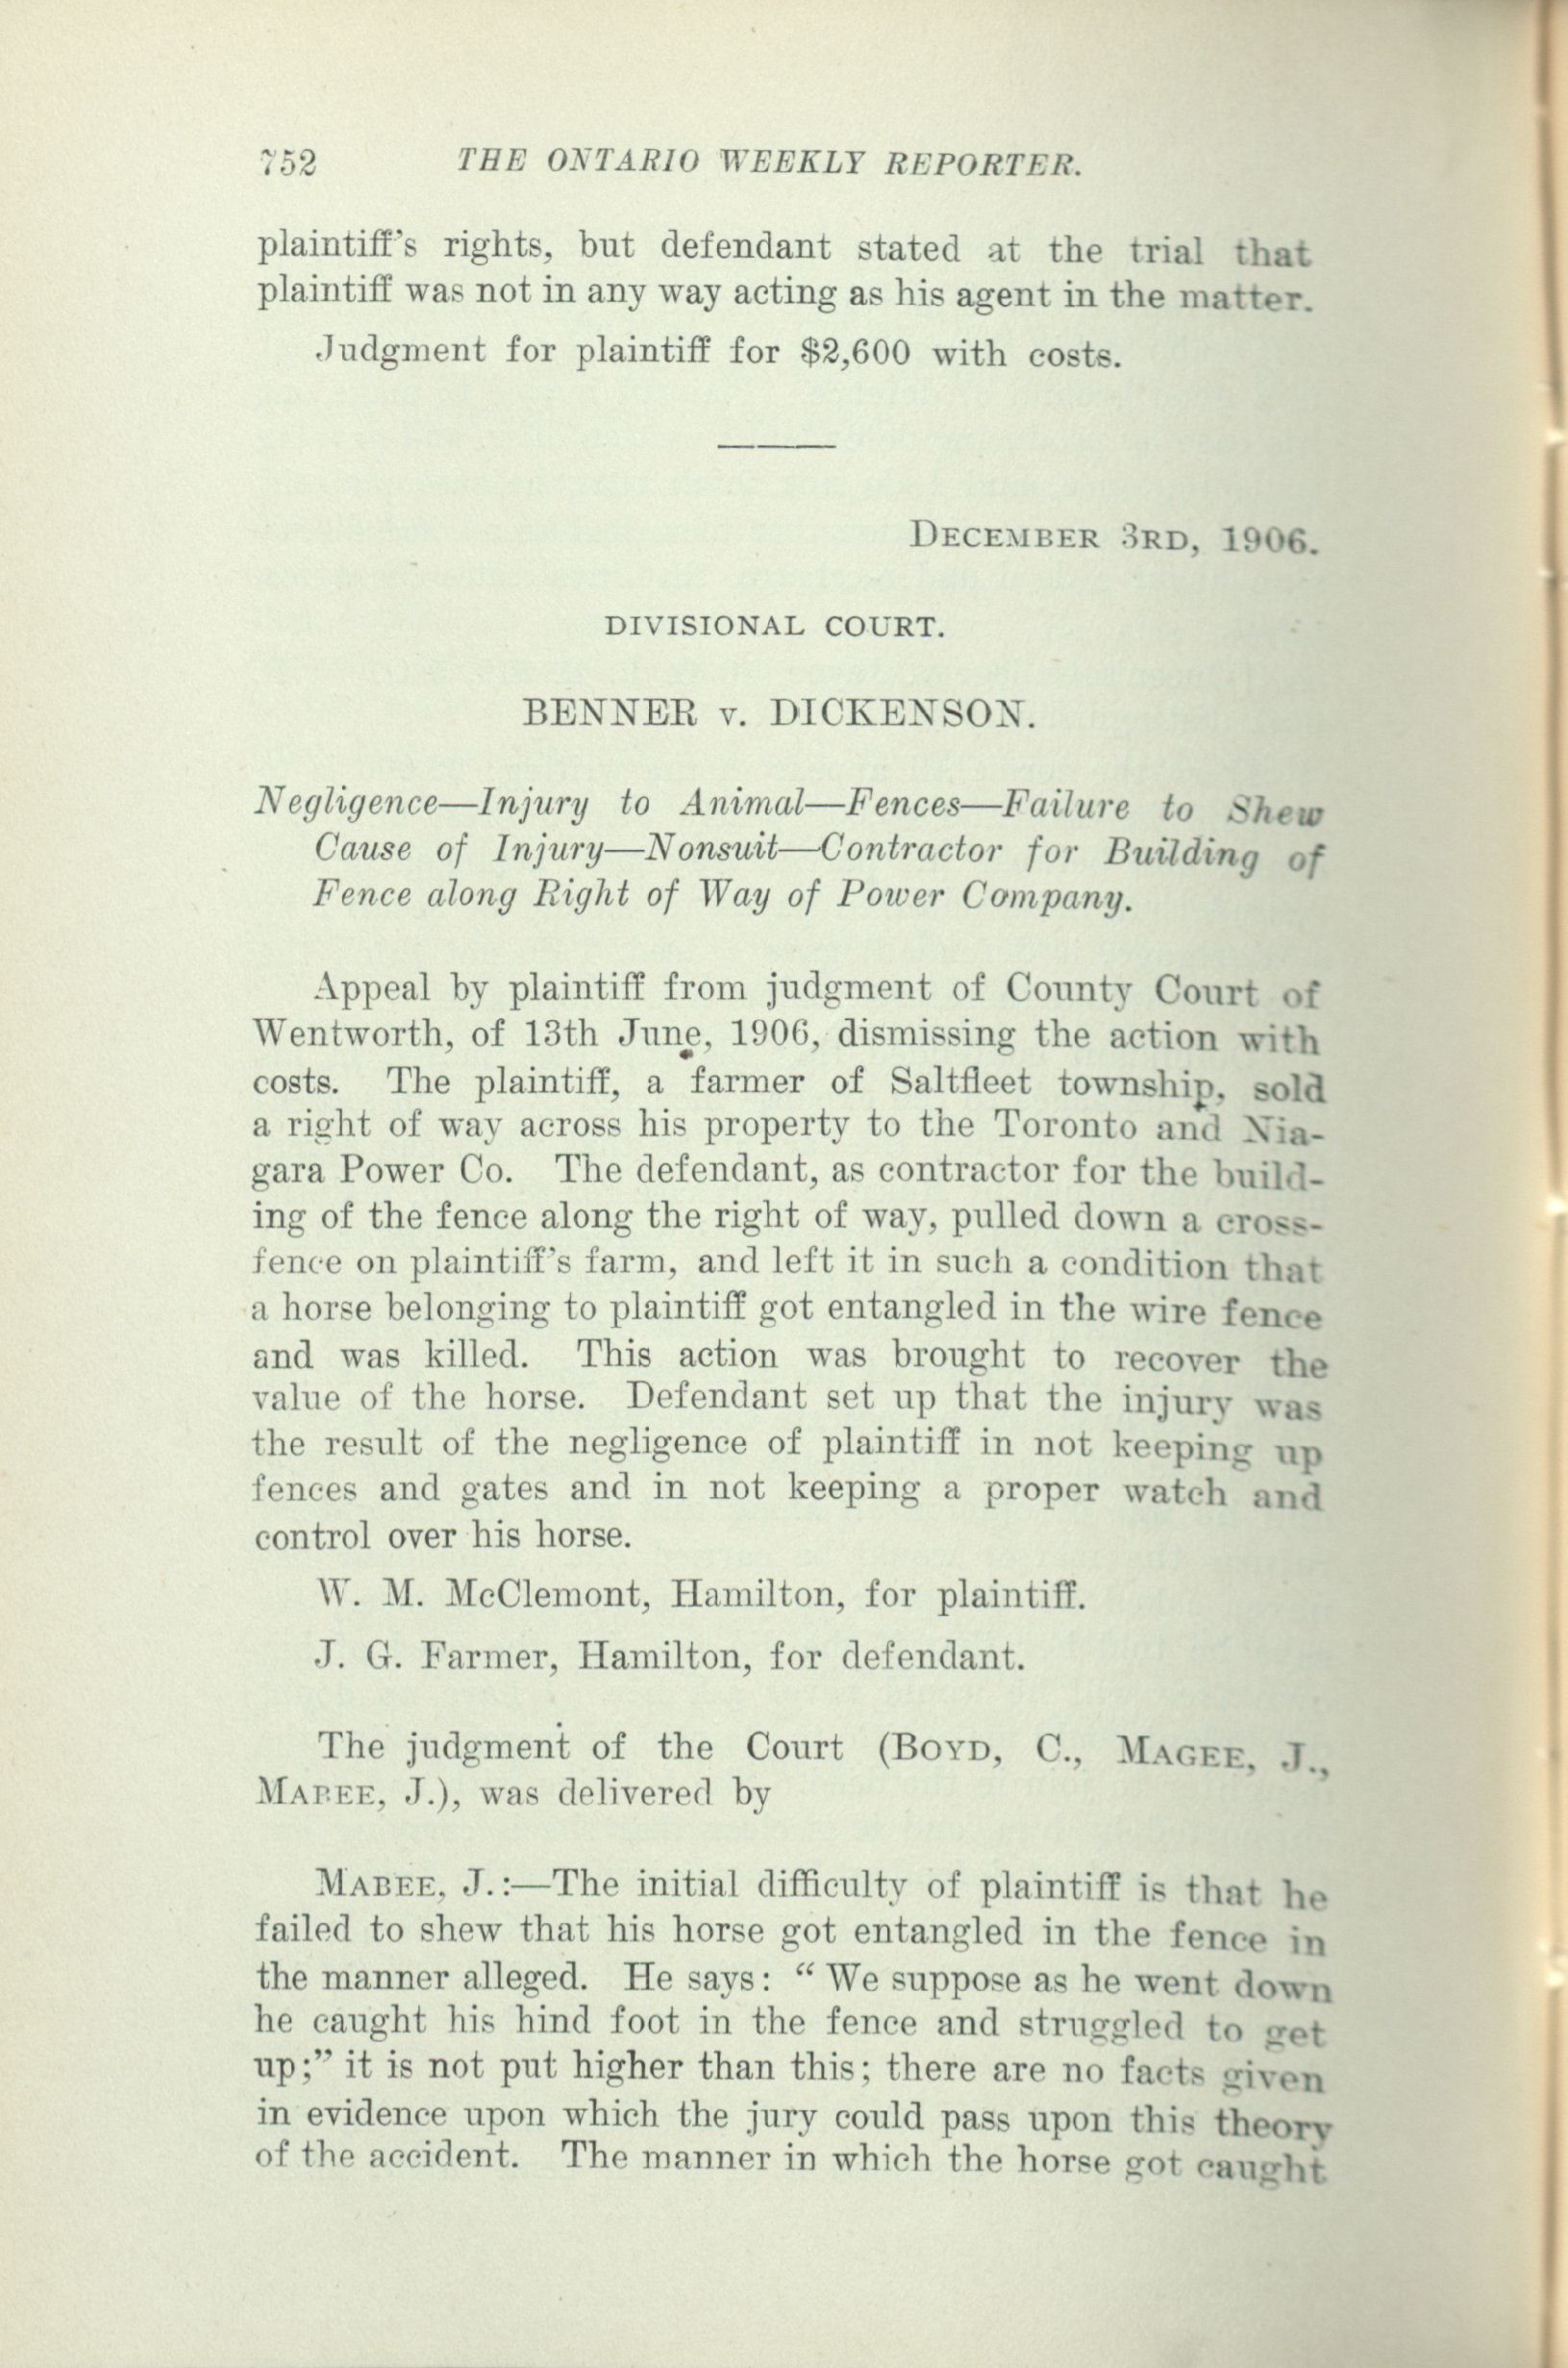 752 THE ONTARIO WEEKLY REPORTER.
plaintiff's rights, but defendant stated at the trial that
plaintiff was not in any way acting as his agent in the matter.
Judgment for plaintiff for $2,600 with costs.
DECEMBER 3RD, 1906.
DIVISIONAL COURT.
BENNER v. DICKENSON.
Negligence—Injury to Animal—Fences—Failure to Shew
Cause of Injury—Nonsuit—Contractor for Building of
Fence along Right of Way of Power Company.
Appeal by plaintiff from judgment of County Court of
Wentworth, of 13th June, 1906, dismissing the action with
costs. The plaintiff, a farmer of Saltfleet township, sold
a right of way across his property to the Toronto and Nia-
gara Power Co. The defendant, as contractor for the build-
ing of the fence along the right of way, pulled down a cross-
fence on plaintiff's farm, and left it in such a condition that
a horse belonging to plaintiff got entangled in the wire fence
and was killed. This action was brought to recover the
value of the horse. Defendant set up that the injury was
the result of the negligence of plaintiff in not keeping up
fences and gates and in not keeping a proper watch and
control over his horse.
W. M. McClemont, Hamilton, for plaintiff.
J. G. Farmer, Hamilton, for defendant.
The judgment of the Court (BOYD, C., MAGEE, J.,
MABEE, J.), was delivered by
MABEE, J.:—The initial difficulty of plaintiff is that he
failed to shew that his horse got entangled in the fence in
the manner alleged. He says: "We suppose as he went down
he caught his hind foot in the fence and struggled to get
up;" it is not put higher than this; there are no facts given
in evidence upon which the jury could pass upon this theory
of the accident. The manner in which the horse got caught